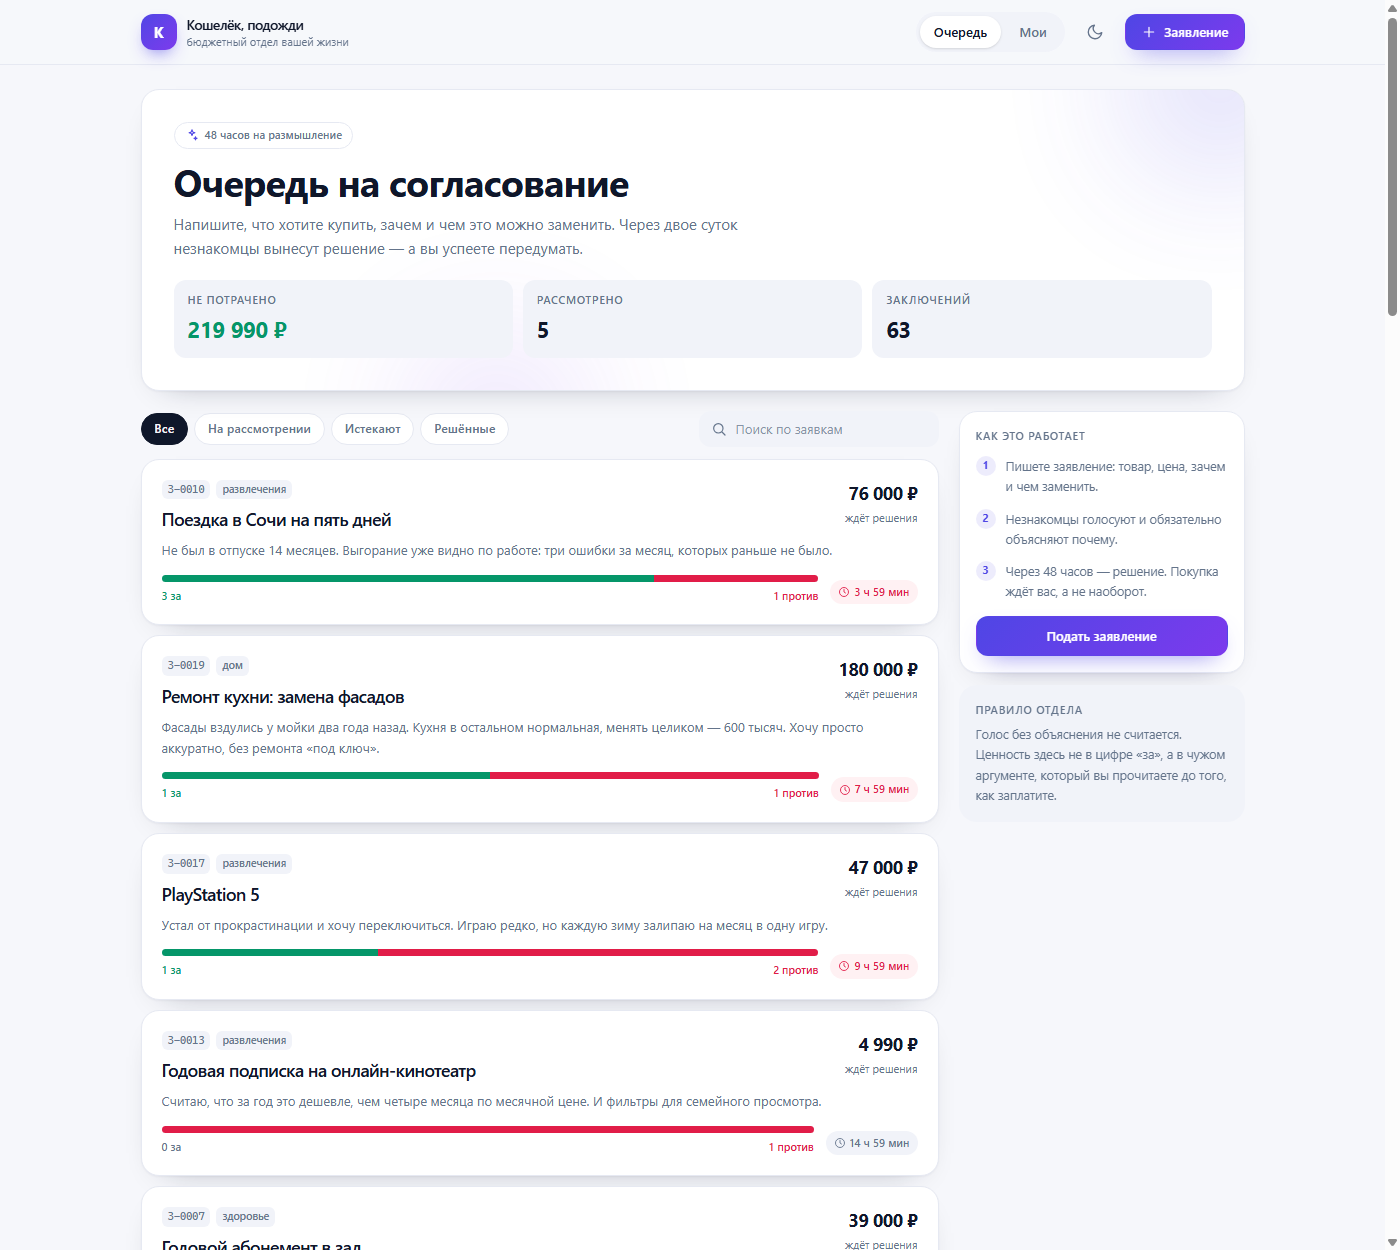 К
Кошелёк, подожди
бюджетный отдел вашей жизни
Очередь
Мои
Заявление
48 часов на размышление
Очередь на согласование
Напишите, что хотите купить, зачем и чем это можно заменить. Через двое суток
незнакомцы вынесут решение — а вы успеете передумать.
НЕ ПОТРАЧЕНО
219 990 ₽
РАССМОТРЕНО
5
ЗАКЛЮЧЕНИЙ
63
Все
На рассмотрении
Истекают
Решённые
Поиск по заявкам
З-0010
развлечения
76 000 ₽
ждёт решения
Поездка в Сочи на пять дней
Не был в отпуске 14 месяцев. Выгорание уже видно по работе: три ошибки за месяц, которых раньше не было.
3 за
1 против
3 ч 59 мин
З-0019
дом
180 000 ₽
ждёт решения
Ремонт кухни: замена фасадов
Фасады вздулись у мойки два года назад. Кухня в остальном нормальная, менять целиком — 600 тысяч. Хочу просто
аккуратно, без ремонта «под ключ».
1 за
1 против
7 ч 59 мин
З-0017
развлечения
47 000 ₽
ждёт решения
PlayStation 5
Устал от прокрастинации и хочу переключиться. Играю редко, но каждую зиму залипаю на месяц в одну игру.
1 за
2 против
9 ч 59 мин
З-0013
развлечения
4 990 ₽
ждёт решения
Годовая подписка на онлайн-кинотеатр
Считаю, что за год это дешевле, чем четыре месяца по месячной цене. И фильтры для семейного просмотра.
0 за
1 против
14 ч 59 мин
З-0007
здоровье
39 000 ₽
ждёт решения
Годовой абонемент в зал
КАК ЭТО РАБОТАЕТ
1
Пишете заявление: товар, цена, зачем
и чем заменить.
2
Незнакомцы голосуют и обязательно
объясняют почему.
3
Через 48 часов — решение. Покупка
ждёт вас, а не наоборот.
Подать заявление
ПРАВИЛО ОТДЕЛА
Голос без объяснения не считается.
Ценность здесь не в цифре «за», а в чужом
аргументе, который вы прочитаете до того,
как заплатите.